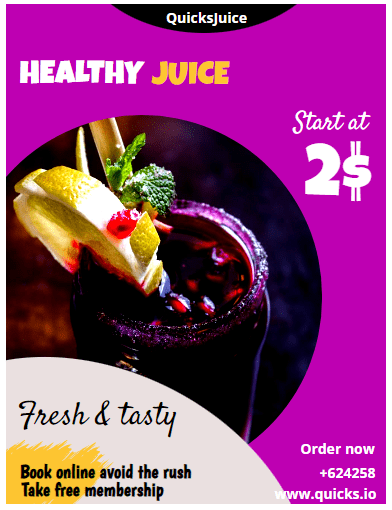 QuicksJuice
HEALTHY JUICE
Start at
2$
Fresh & tasty
Book online avoid the rush
Take free membership
Order now
+624258
www.quicks.io